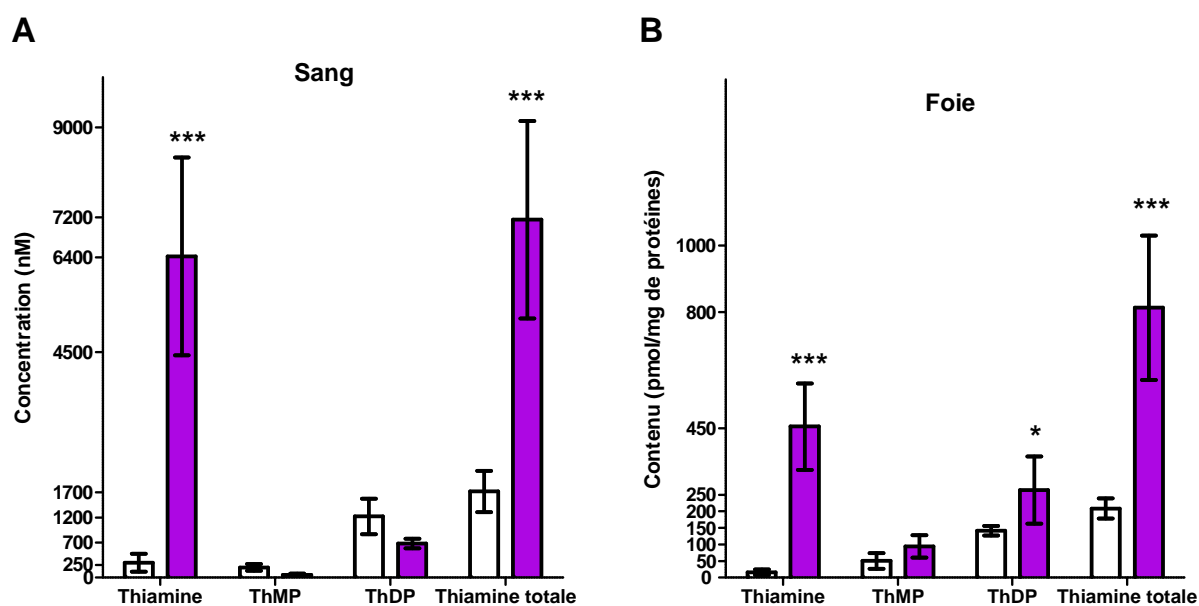 A
Sang
Concentration (nM)
9000
7200
6400
4500
1700
1200
700
250
0
***
***
Thiamine ThMP ThDP Thiamine totale
B
Foie
Contenu (pmol/mg de protéines)
1000
800
450
250
200
150
100
50
0
***
*
***
Thiamine ThMP ThDP Thiamine totale